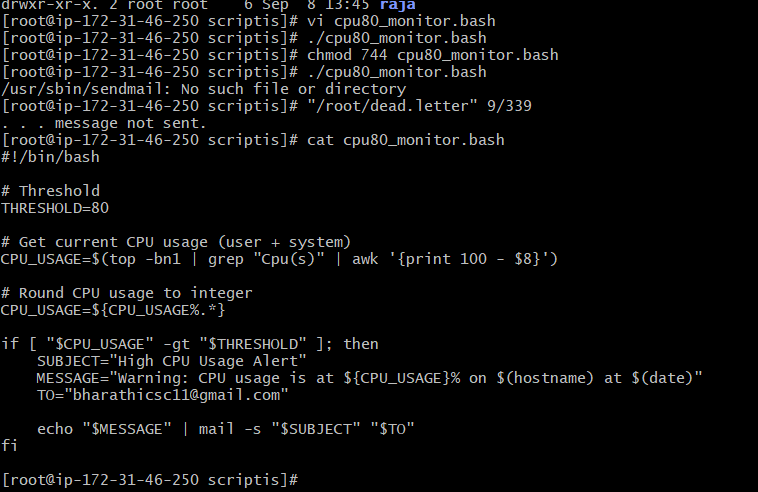 drwxr-xr-x. 2 root root    6 Sep  8 13:45 raja
[root@ip-172-31-46-250 scriptis]# vi cpu80_monitor.bash
[root@ip-172-31-46-250 scriptis]# ./cpu80_monitor.bash
[root@ip-172-31-46-250 scriptis]# chmod 744 cpu80_monitor.bash
[root@ip-172-31-46-250 scriptis]# ./cpu80_monitor.bash
/usr/sbin/sendmail: No such file or directory
[root@ip-172-31-46-250 scriptis]# "/root/dead.letter" 9/339
. . . message not sent.
[root@ip-172-31-46-250 scriptis]# cat cpu80_monitor.bash
#!/bin/bash

# Threshold
THRESHOLD=80

# Get current CPU usage (user + system)
CPU_USAGE=$(top -bn1 | grep "Cpu(s)" | awk '{print 100 - $8}')

# Round CPU usage to integer
CPU_USAGE=${CPU_USAGE%.*}

if [ "$CPU_USAGE" -gt "$THRESHOLD" ]; then
    SUBJECT="High CPU Usage Alert"
    MESSAGE="Warning: CPU usage is at ${CPU_USAGE}% on $(hostname) at $(date)"
    TO="bharathicsc11@gmail.com"

    echo "$MESSAGE" | mail -s "$SUBJECT" "$TO"
fi

[root@ip-172-31-46-250 scriptis]#